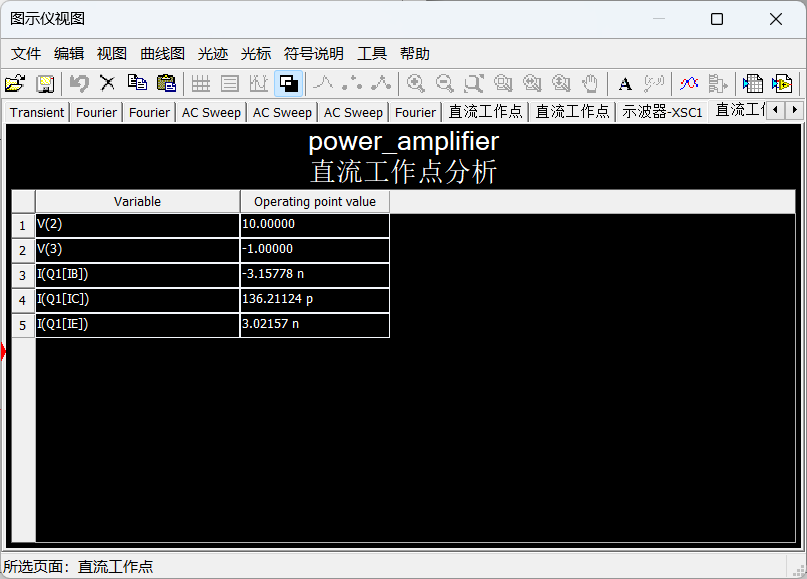 图示仪视图
文件 编辑 视图 曲线图 光迹 光标 符号说明 工具 帮助
A
Transient Fourier Fourier AC Sweep AC Sweep AC Sweep Fourier 直流工作点 直流工作点 示波器-XSC1 直流工
power_amplifier
直流工作点分析
Variable Operating point value
1 V(2) 10.00000
2 V(3) -1.00000
3 I(Q1[IB]) -3.15778 n
4 I(Q1[IC]) 136.21124 p
5 I(Q1[IE]) 3.02157 n
所选页面：直流工作点